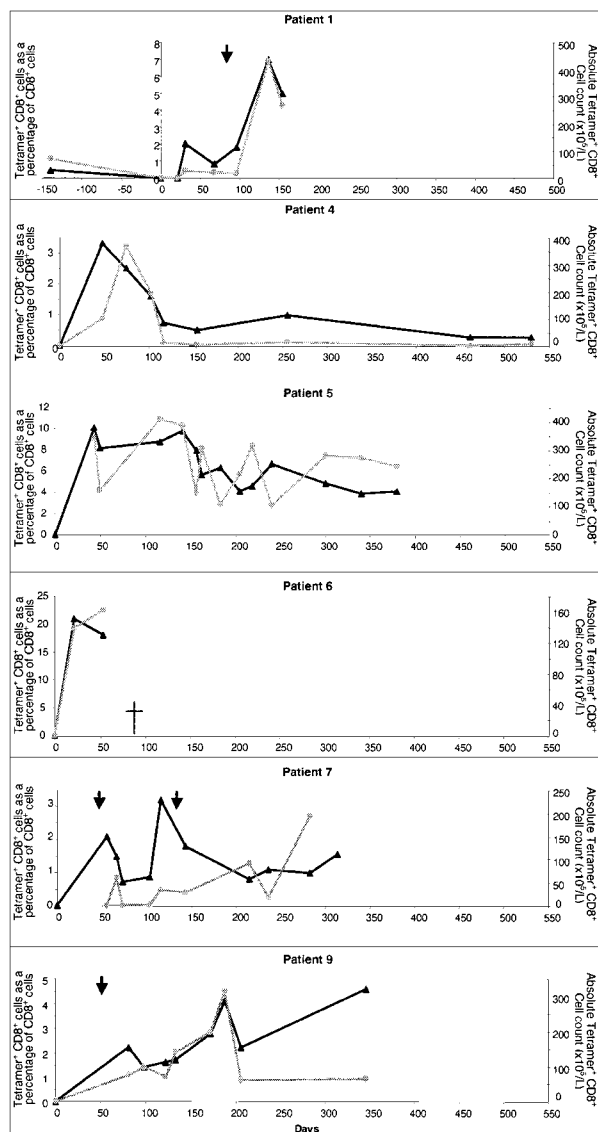 Patient 1
Tetramer⁺ CD8⁺ cells as a
percentage of CD8⁺ cells
8
7
6
5
4
3
2
1
0
500
400
300
200
100
0
Absolute Tetramer⁺ CD8⁺
Cell count (x10⁵/L)
-150 -100 -50 0 50 100 150 200 250 300 350 400 450 500
Patient 4
Tetramer⁺ CD8⁺ cells as a
percentage of CD8⁺ cells
3
2
1
0
400
300
200
100
0
Absolute Tetramer⁺ CD8⁺
Cell count (x10⁵/L)
0 50 100 150 200 250 300 350 400 450 500 550
Patient 5
Tetramer⁺ CD8⁺ cells as a
percentage of CD8⁺ cells
12
10
8
6
4
2
0
400
300
200
100
0
Absolute Tetramer⁺ CD8⁺
Cell count (x10⁵/L)
0 50 100 150 200 250 300 350 400 450 500 550
Patient 6
Tetramer⁺ CD8⁺ cells as a
percentage of CD8⁺ cells
25
20
15
10
5
0
160
120
80
40
0
Absolute Tetramer⁺ CD8⁺
Cell count (x10⁵/L)
0 50 100 150 200 250 300 350 400 450 500 550
Patient 7
Tetramer⁺ CD8⁺ cells as a
percentage of CD8⁺ cells
3
2
1
0
250
200
150
100
50
0
Absolute Tetramer⁺ CD8⁺
Cell count (x10⁵/L)
0 50 100 150 200 250 300 350 400 450 500 550
Patient 9
Tetramer⁺ CD8⁺ cells as a
percentage of CD8⁺ cells
5
4
3
2
1
0
300
200
100
0
Absolute Tetramer⁺ CD8⁺
Cell count (x10⁵/L)
0 50 100 150 200 250 300 350 400 450 500 550
Days